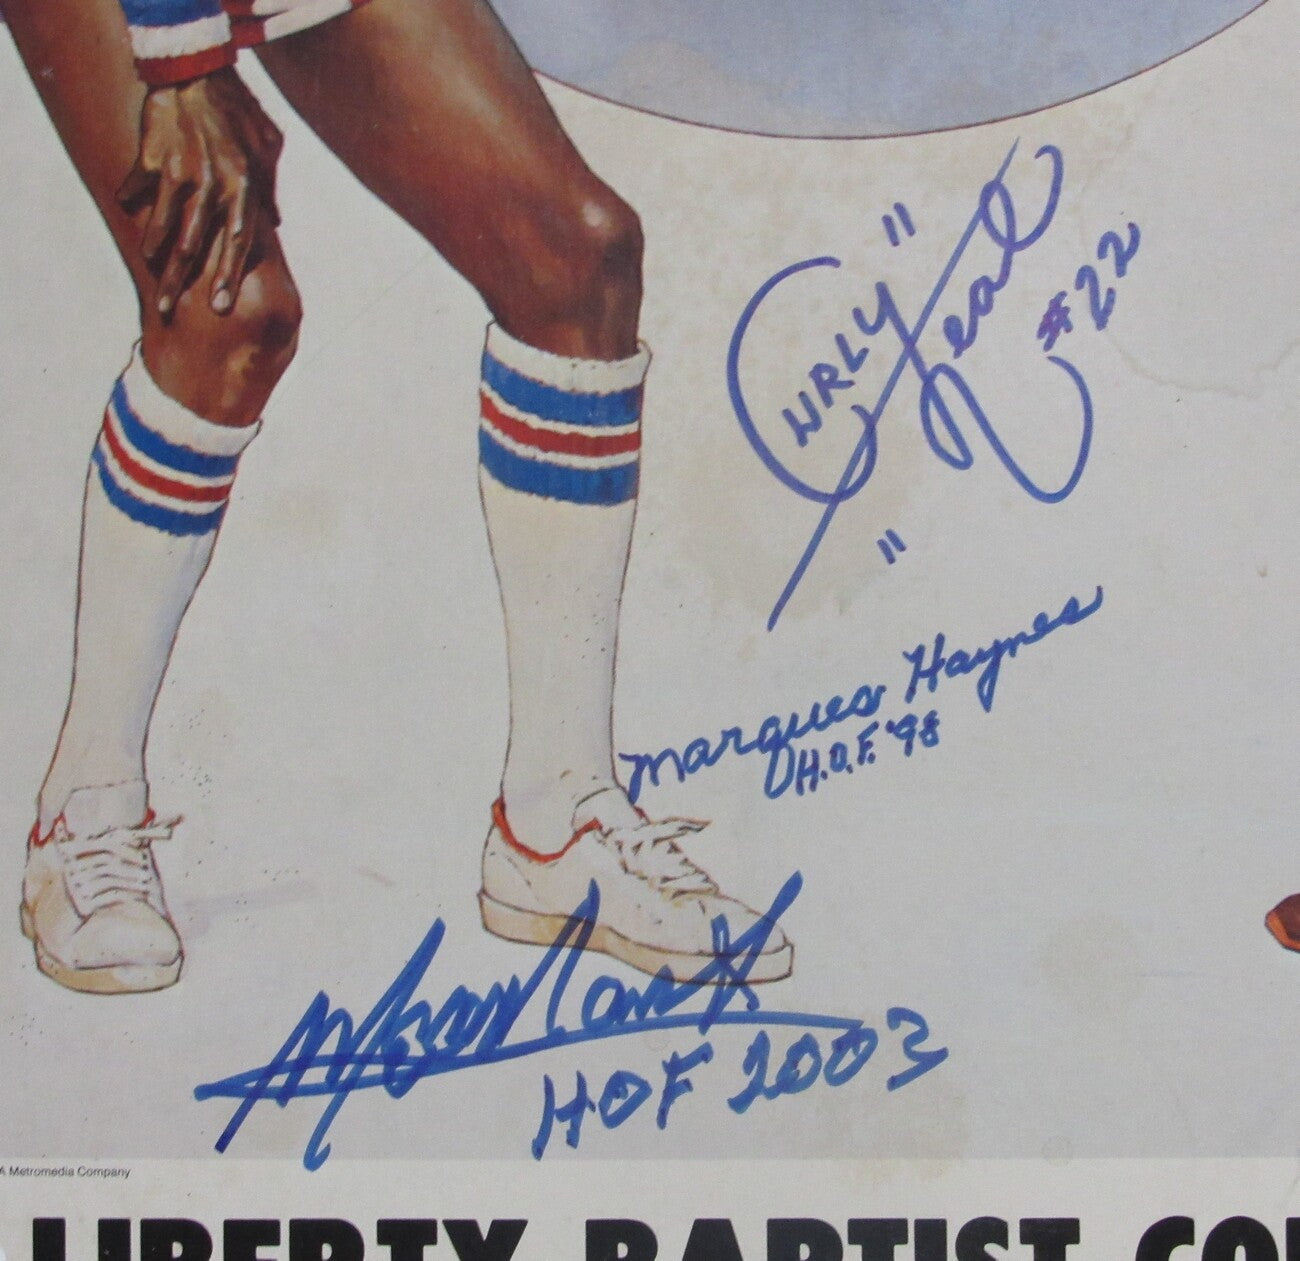 "CURLY"
Neal
#22
Marques Haynes
H.O.F. '98
HOF 2003
A Metromedia Company
LIBERTY BAPTIST CO